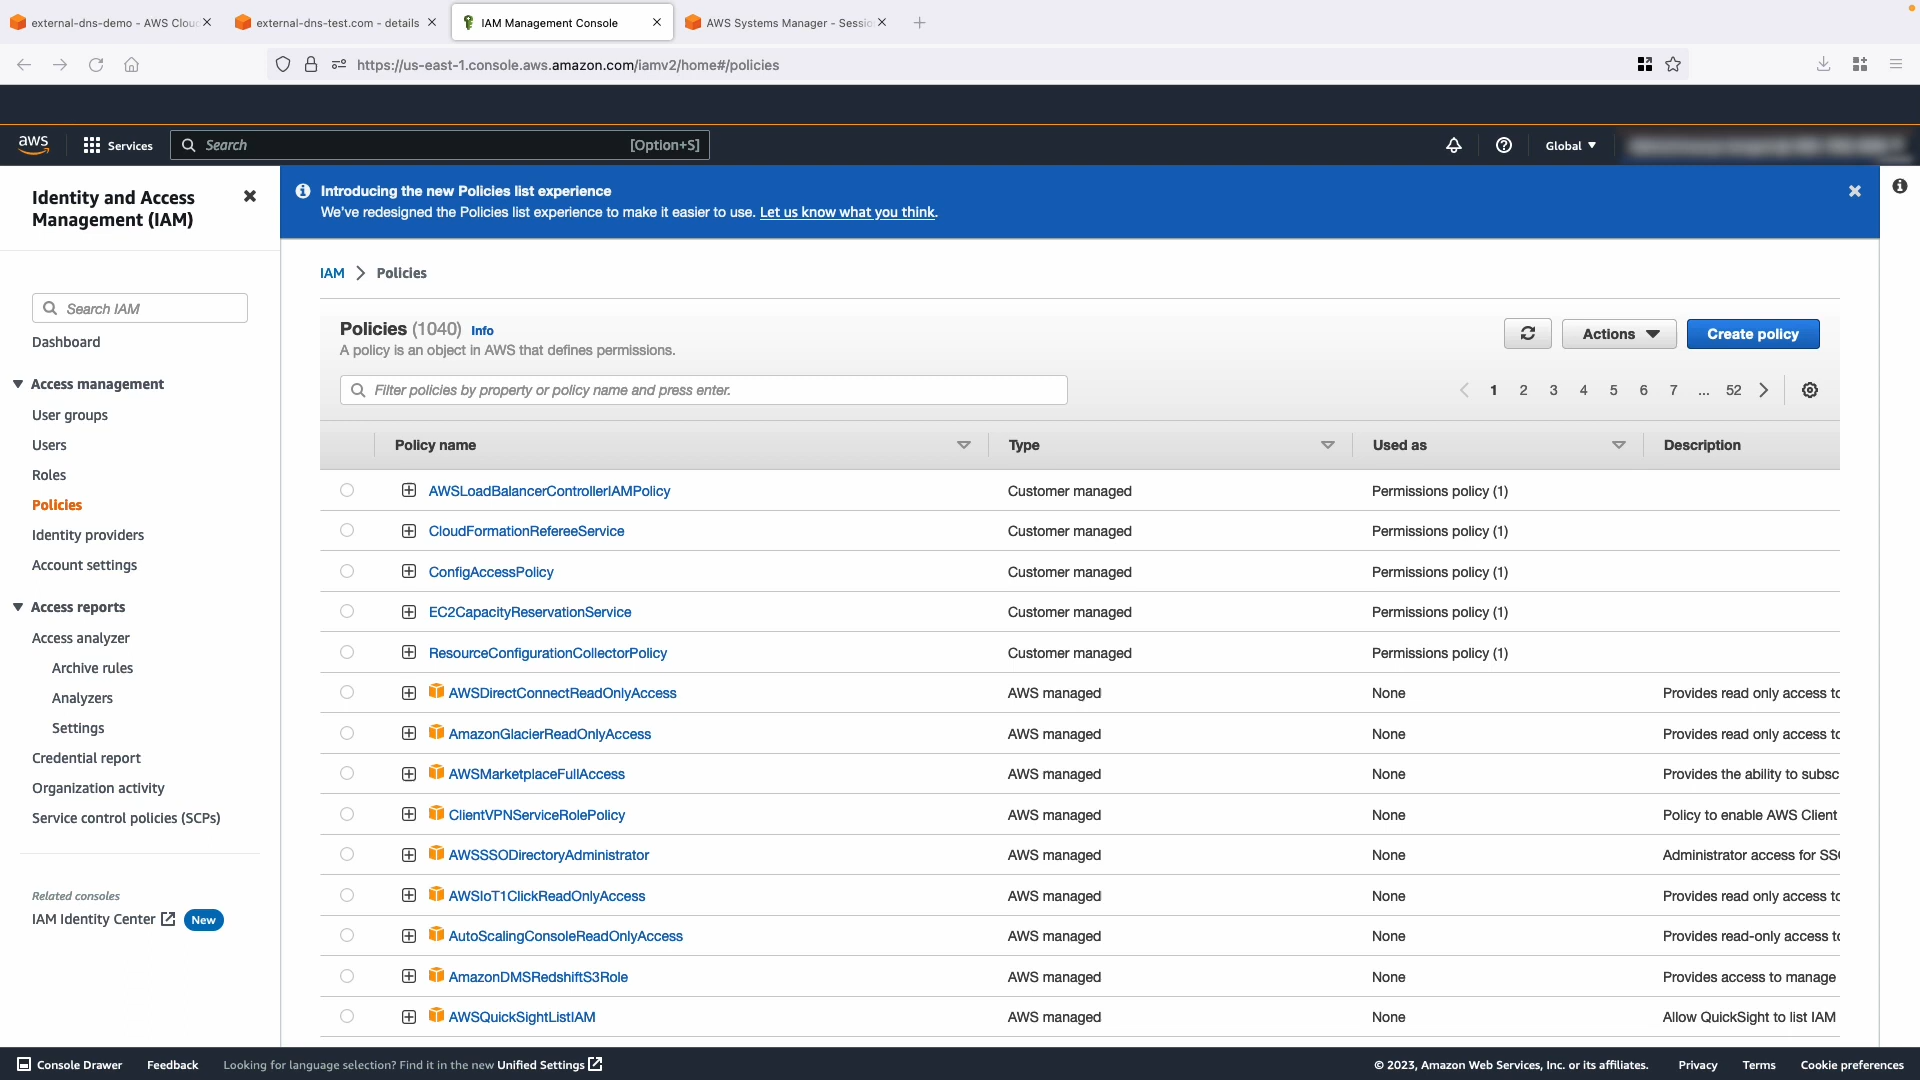 external-dns-demo - AWS Clou
external-dns-test.com - details
IAM Management Console
AWS Systems Manager - Sessio
https://us-east-1.console.aws.amazon.com/iamv2/home#/policies
aws
Services
Search
[Option+S]
Global
Identity and Access
Management (IAM)
Introducing the new Policies list experience
We've redesigned the Policies list experience to make it easier to use. Let us know what you think.
IAM
Policies
Search IAM
Dashboard
Access management
User groups
Users
Roles
Policies
Identity providers
Account settings
Access reports
Access analyzer
Archive rules
Analyzers
Settings
Credential report
Organization activity
Service control policies (SCPs)
Related consoles
IAM Identity Center
New
Policies (1040) Info
A policy is an object in AWS that defines permissions.
Actions
Create policy
Filter policies by property or policy name and press enter.
1 2 3 4 5 6 7 ... 52
Policy name Type Used as Description
AWSLoadBalancerControllerIAMPolicy Customer managed Permissions policy (1)
CloudFormationRefereeService Customer managed Permissions policy (1)
ConfigAccessPolicy Customer managed Permissions policy (1)
EC2CapacityReservationService Customer managed Permissions policy (1)
ResourceConfigurationCollectorPolicy Customer managed Permissions policy (1)
AWSDirectConnectReadOnlyAccess AWS managed None Provides read only access to
AmazonGlacierReadOnlyAccess AWS managed None Provides read only access to
AWSMarketplaceFullAccess AWS managed None Provides the ability to subsc
ClientVPNServiceRolePolicy AWS managed None Policy to enable AWS Client
AWSSSODirectoryAdministrator AWS managed None Administrator access for SS
AWSIoT1ClickReadOnlyAccess AWS managed None Provides read only access to
AutoScalingConsoleReadOnlyAccess AWS managed None Provides read-only access to
AmazonDMSRedshiftS3Role AWS managed None Provides access to manage
AWSQuickSightListIAM AWS managed None Allow QuickSight to list IAM
Console Drawer
Feedback
Looking for language selection? Find it in the new Unified Settings
© 2023, Amazon Web Services, Inc. or its affiliates.
Privacy
Terms
Cookie preferences